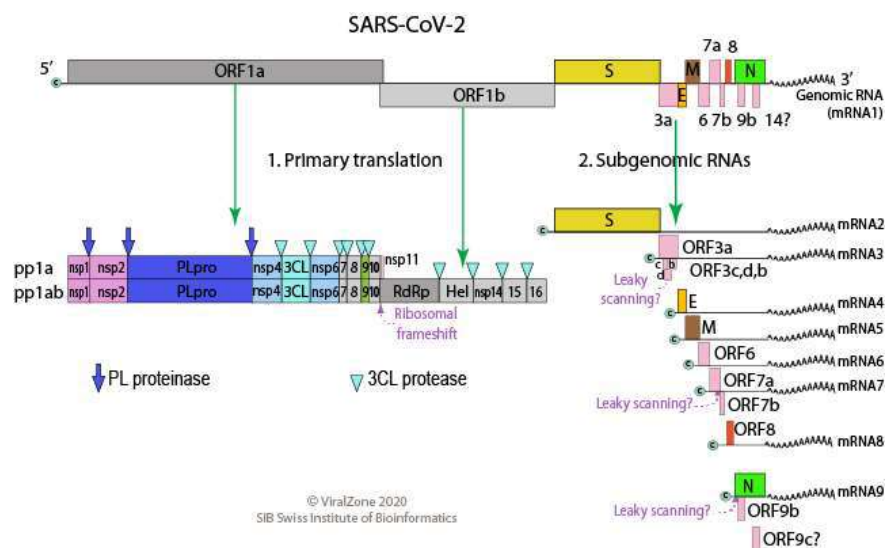 SARS-CoV-2
7a 8
5' c ORF1a S M N 3'
ORF1b E Genomic RNA
(mRNA1)
3a 6 7b 9b 14?
1. Primary translation 2. Subgenomic RNAs
c S mRNA2
ORF3a
c mRNA3
c b ORF3c,d,b
d
Leaky
scanning?
nsp11
pp1a nsp1 nsp2 PLpro nsp4 3CL nsp6 7 8 9 10
pp1ab nsp1 nsp2 PLpro nsp4 3CL nsp6 7 8 9 10 RdRp Hel nsp14 15 16
Ribosomal
frameshift
E
c mRNA4
M
c mRNA5
ORF6
c mRNA6
PL proteinase 3CL protease
ORF7a
c mRNA7
Leaky scanning? ORF7b
ORF8
c mRNA8
N
c mRNA9
Leaky scanning? ORF9b
ORF9c?
© ViralZone 2020
SIB Swiss Institute of Bioinformatics